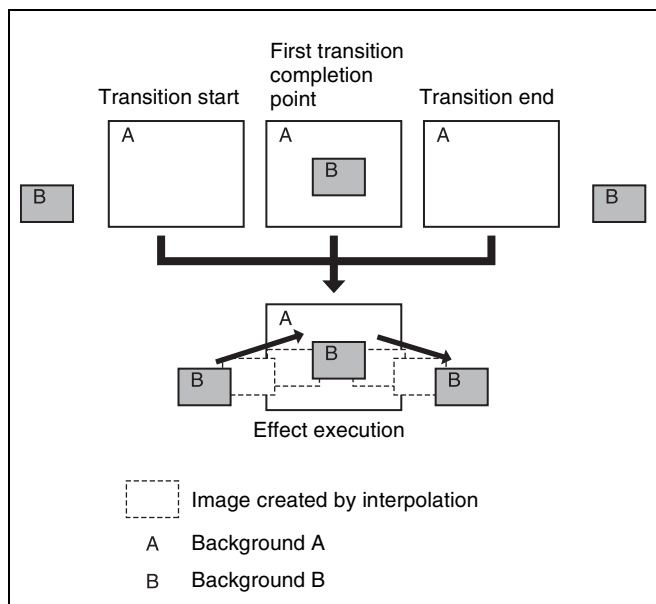 First transition
completion
point
Transition start
Transition end
A
A
A
B
B
B
A
B
B
B
Effect execution
Image created by interpolation
A Background A
B Background B